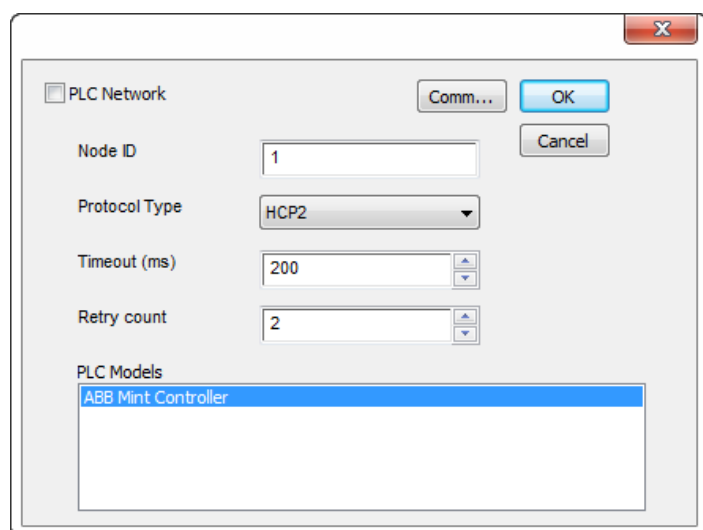 PLC Network
Comm...
OK
Cancel
Node ID
1
Protocol Type
HCP2
Timeout (ms)
200
Retry count
2
PLC Models
ABB Mint Controller